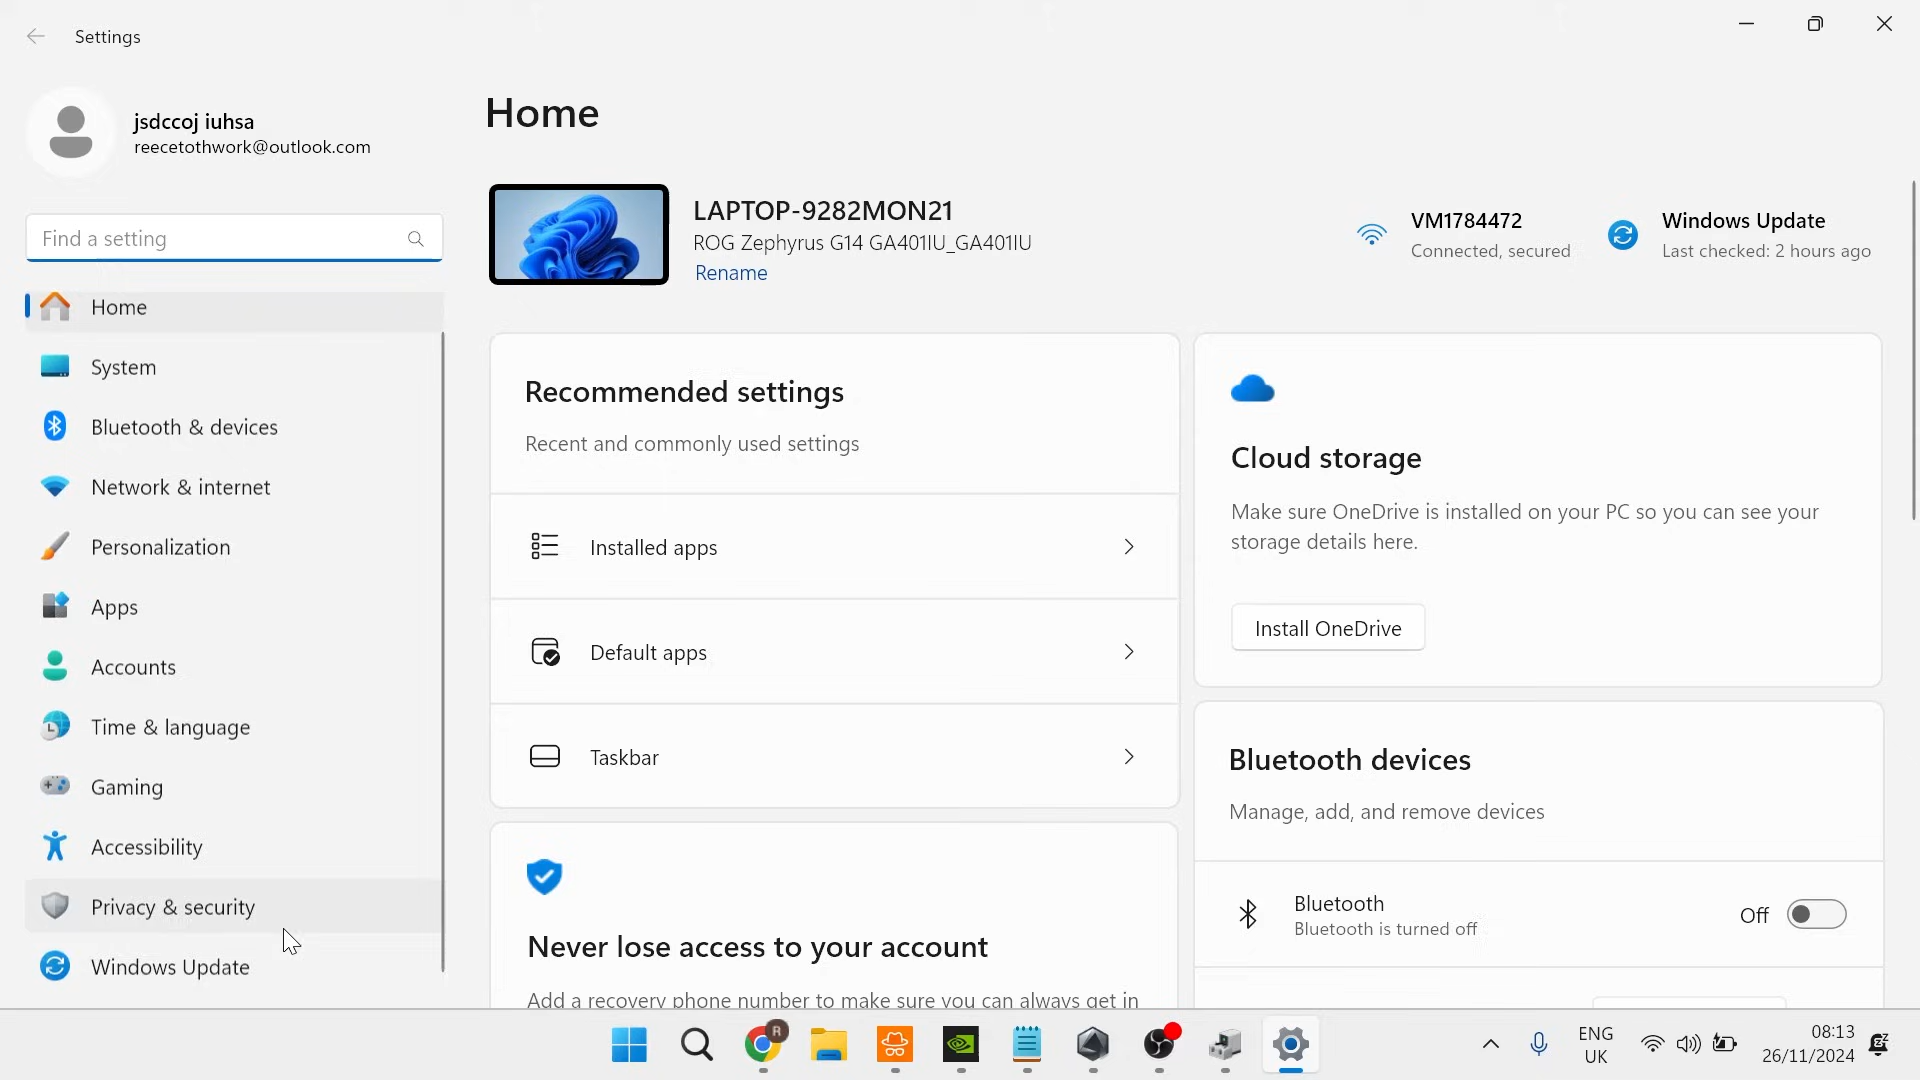 Settings
jsdccoj iuhsa
reecetothwork@outlook.com
Find a setting
Home
System
Bluetooth & devices
Network & internet
Personalization
Apps
Accounts
Time & language
Gaming
Accessibility
Privacy & security
Windows Update
Home
LAPTOP-9282MON21
ROG Zephyrus G14 GA401IU_GA401IU
Rename
VM1784472
Connected, secured
Windows Update
Last checked: 2 hours ago
Recommended settings
Recent and commonly used settings
Installed apps
Default apps
Taskbar
Never lose access to your account
Add a recovery phone number to make sure you can always get in
Cloud storage
Make sure OneDrive is installed on your PC so you can see your
storage details here.
Install OneDrive
Bluetooth devices
Manage, add, and remove devices
Bluetooth
Bluetooth is turned off
Off
R
ENG
UK
08:13
26/11/2024